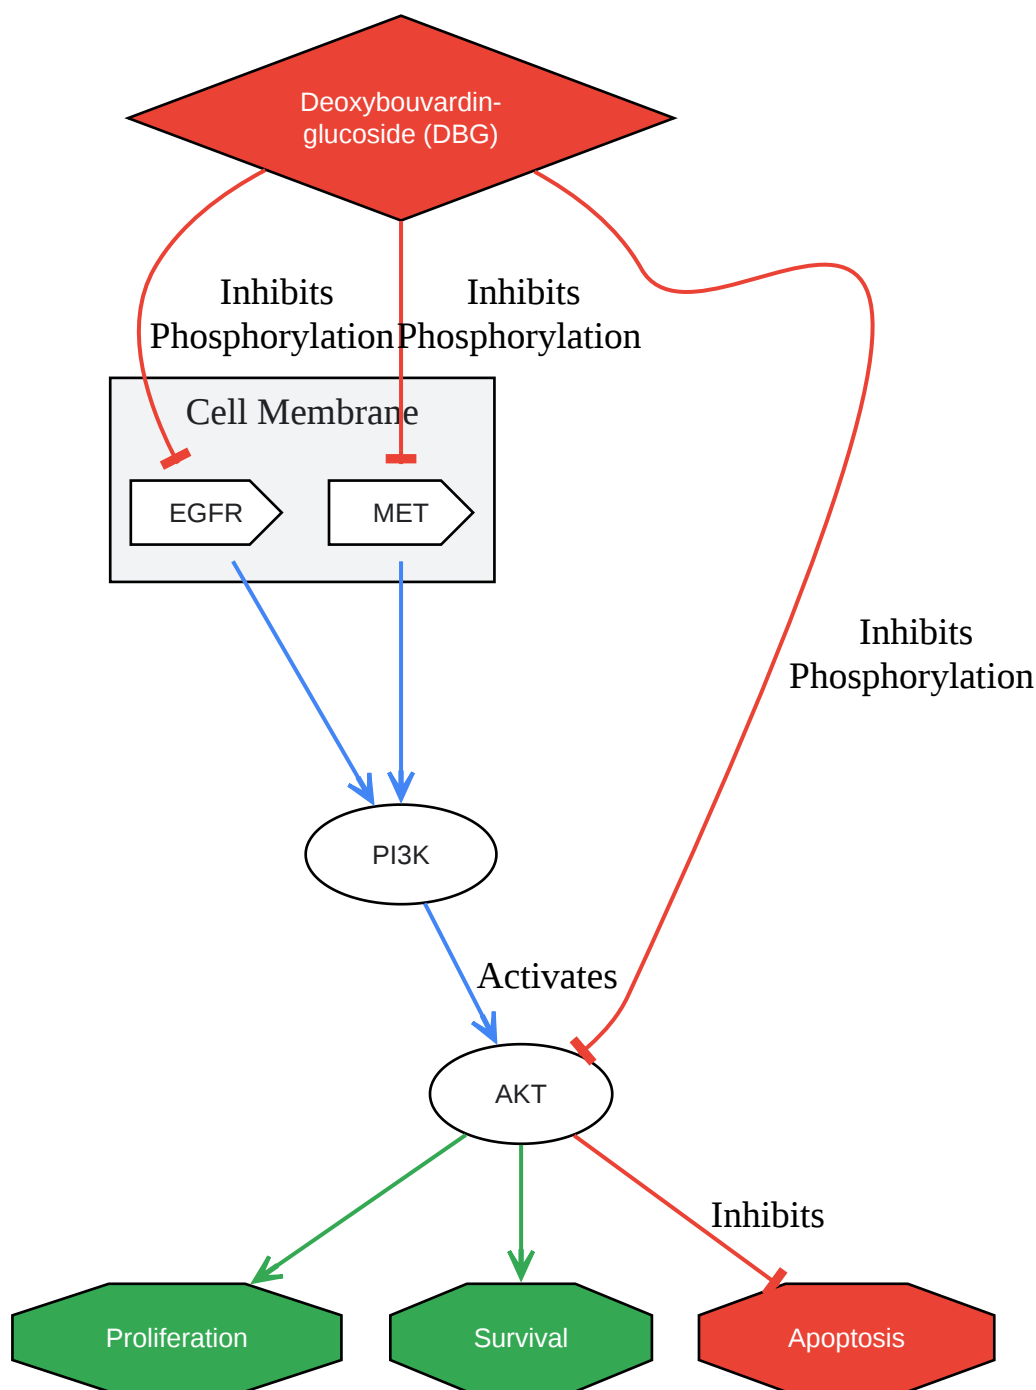 Deoxybouvardin-
glucoside (DBG)
Inhibits
Phosphorylation
Inhibits
Phosphorylation
Cell Membrane
EGFR
MET
Inhibits
Phosphorylation
PI3K
Activates
AKT
Inhibits
Proliferation
Survival
Apoptosis